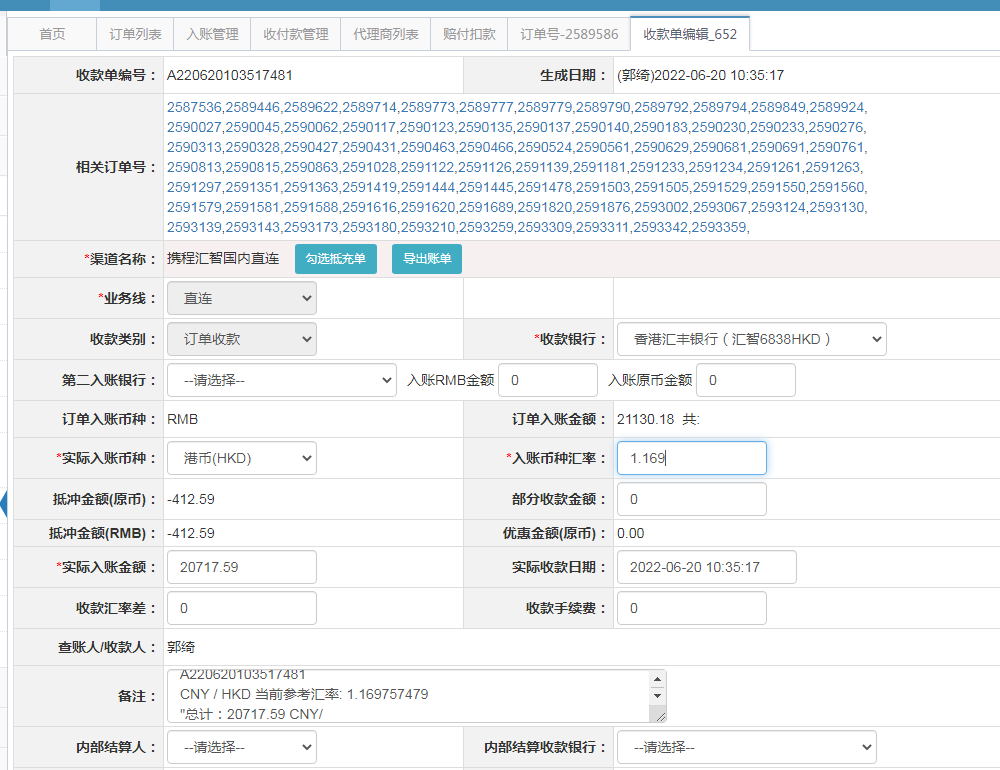 首页 订单列表 入账管理 收付款管理 代理商列表 赔付扣款 订单号-2589586 收款单编辑_652
收款单编号： A220620103517481 生成日期： (郭绮)2022-06-20 10:35:17
相关订单号：
2587536,2589446,2589622,2589714,2589773,2589777,2589779,2589790,2589792,2589794,2589849,2589924,
2590027,2590045,2590062,2590117,2590123,2590135,2590137,2590140,2590183,2590230,2590233,2590276,
2590313,2590328,2590427,2590431,2590463,2590466,2590524,2590561,2590629,2590681,2590691,2590761,
2590813,2590815,2590863,2591028,2591122,2591126,2591139,2591181,2591233,2591234,2591261,2591263,
2591297,2591351,2591363,2591419,2591444,2591445,2591478,2591503,2591505,2591529,2591550,2591560,
2591579,2591581,2591588,2591616,2591620,2591689,2591820,2591876,2593002,2593067,2593124,2593130,
2593139,2593143,2593173,2593180,2593210,2593259,2593309,2593311,2593342,2593359,
*渠道名称： 携程汇智国内直连 勾选抵充单 导出账单
*业务线： 直连
收款类别： 订单收款 *收款银行： 香港汇丰银行（汇智6838HKD）
第二入账银行： --请选择-- 入账RMB金额 0 入账原币金额 0
订单入账币种： RMB 订单入账金额： 21130.18 共:
*实际入账币种： 港币(HKD) *入账币种汇率： 1.169
抵冲金额(原币)： -412.59 部分收款金额： 0
抵冲金额(RMB)： -412.59 优惠金额(原币)： 0.00
*实际入账金额： 20717.59 实际收款日期： 2022-06-20 10:35:17
收款汇率差： 0 收款手续费： 0
查账人/收款人： 郭绮
备注：
A220620103517481
CNY / HKD 当前参考汇率: 1.169757479
"总计：20717.59 CNY/
内部结算人： --请选择-- 内部结算收款银行： --请选择--